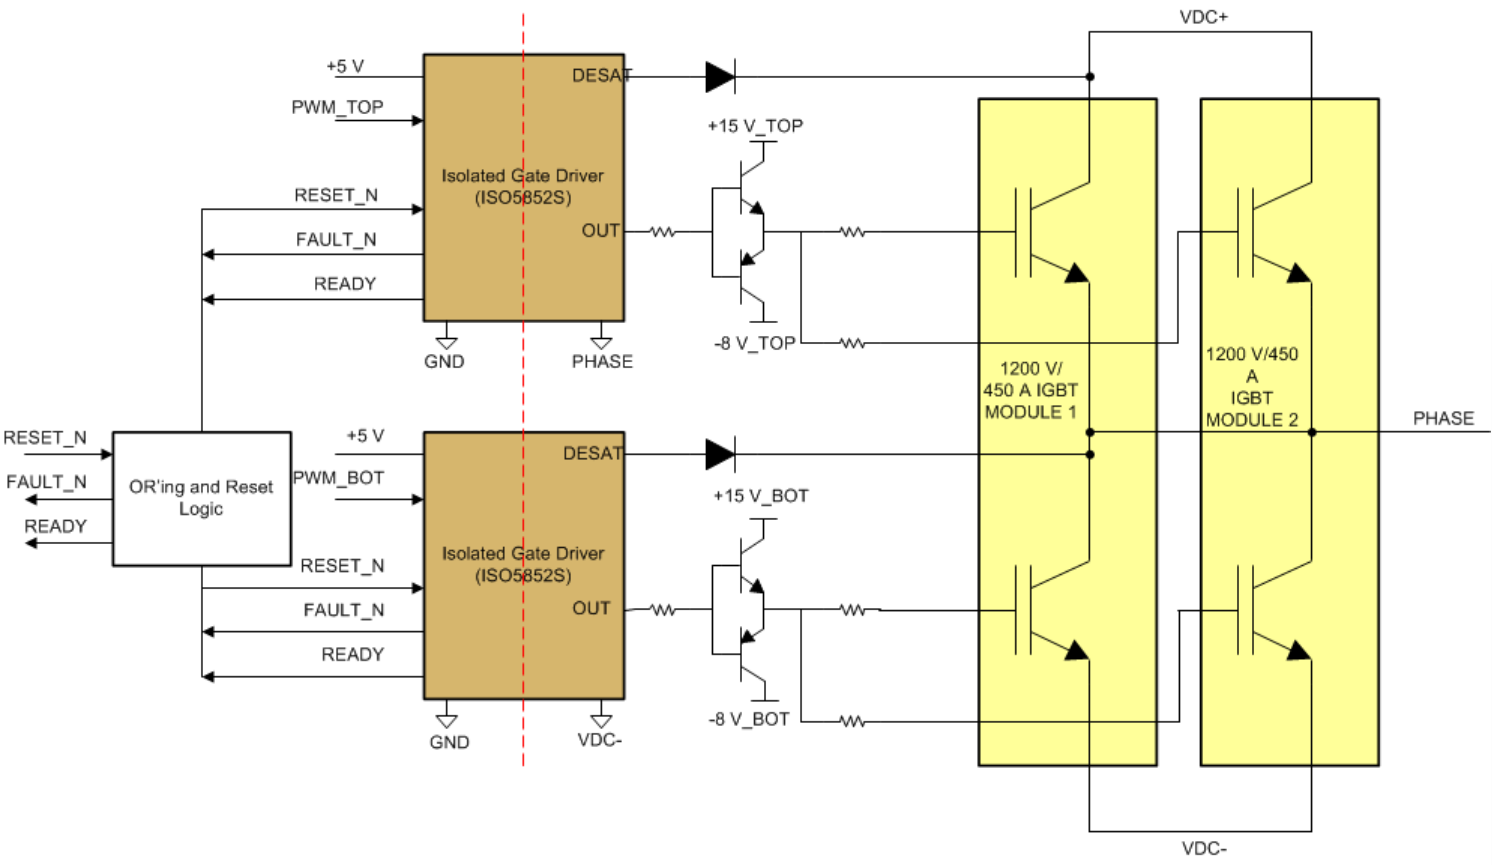 VDC+
+5 V
DESAT
PWM_TOP
+15 V_TOP
Isolated Gate Driver
(ISO5852S)
RESET_N
FAULT_N
OUT
READY
-8 V_TOP
GND
PHASE
1200 V/
450 A IGBT
MODULE 1
1200 V/450
A
IGBT
MODULE 2
PHASE
RESET_N
FAULT_N
READY
OR'ing and Reset
Logic
+5 V
DESAT
PWM_BOT
+15 V_BOT
Isolated Gate Driver
(ISO5852S)
RESET_N
FAULT_N
OUT
READY
-8 V_BOT
GND
VDC-
VDC-